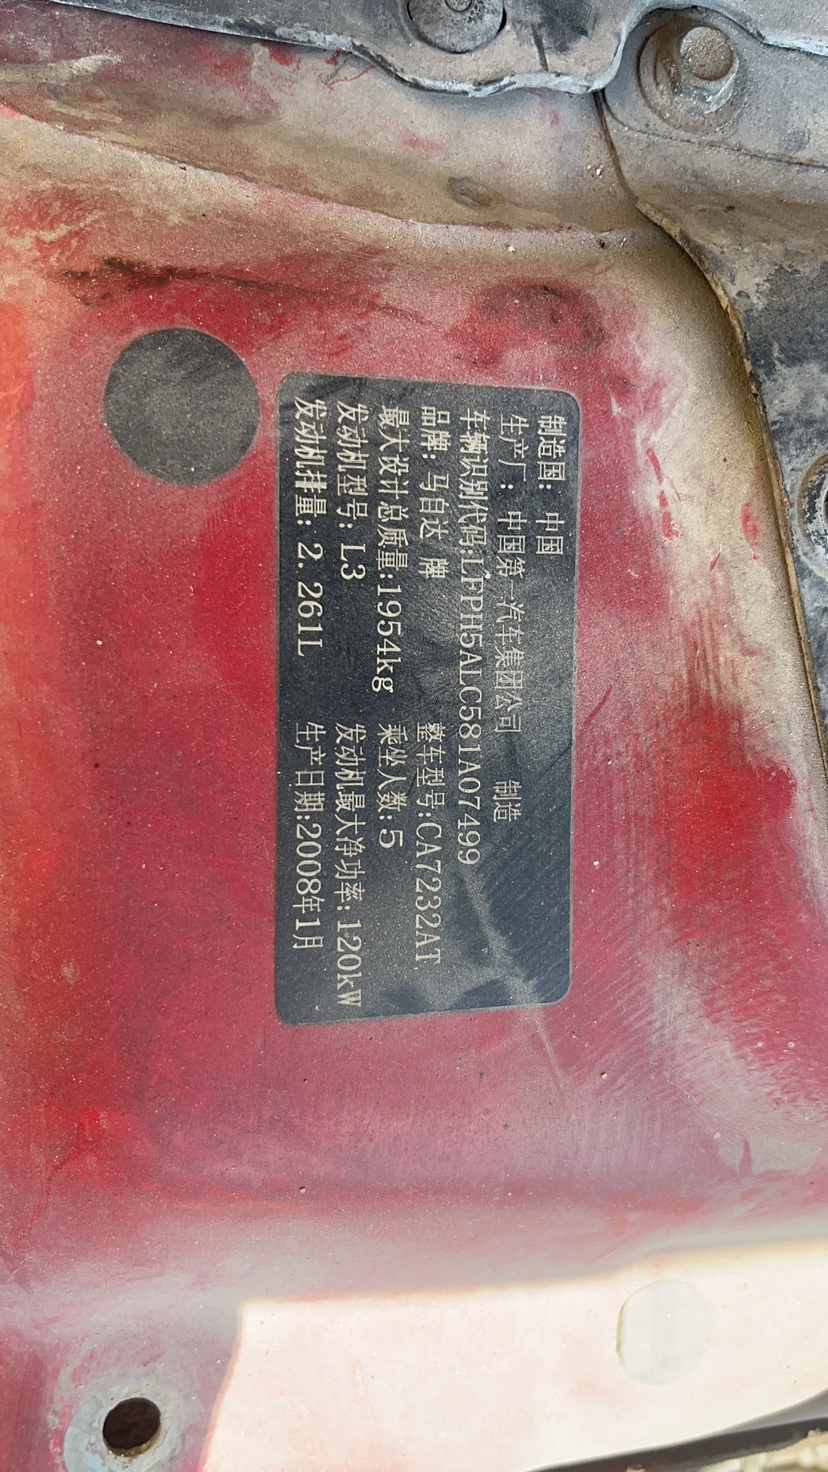 制造国：中国
生产厂：中国第一汽车集团公司 制造
车辆识别代码:LFPH5ALC581A07499
品牌：马自达 牌 整车型号:CA7232AT
最大设计总质量:1954kg 乘坐人数:5
发动机型号:L3 发动机最大净功率:120kW
发动机排量:2.261L 生产日期:2008年1月